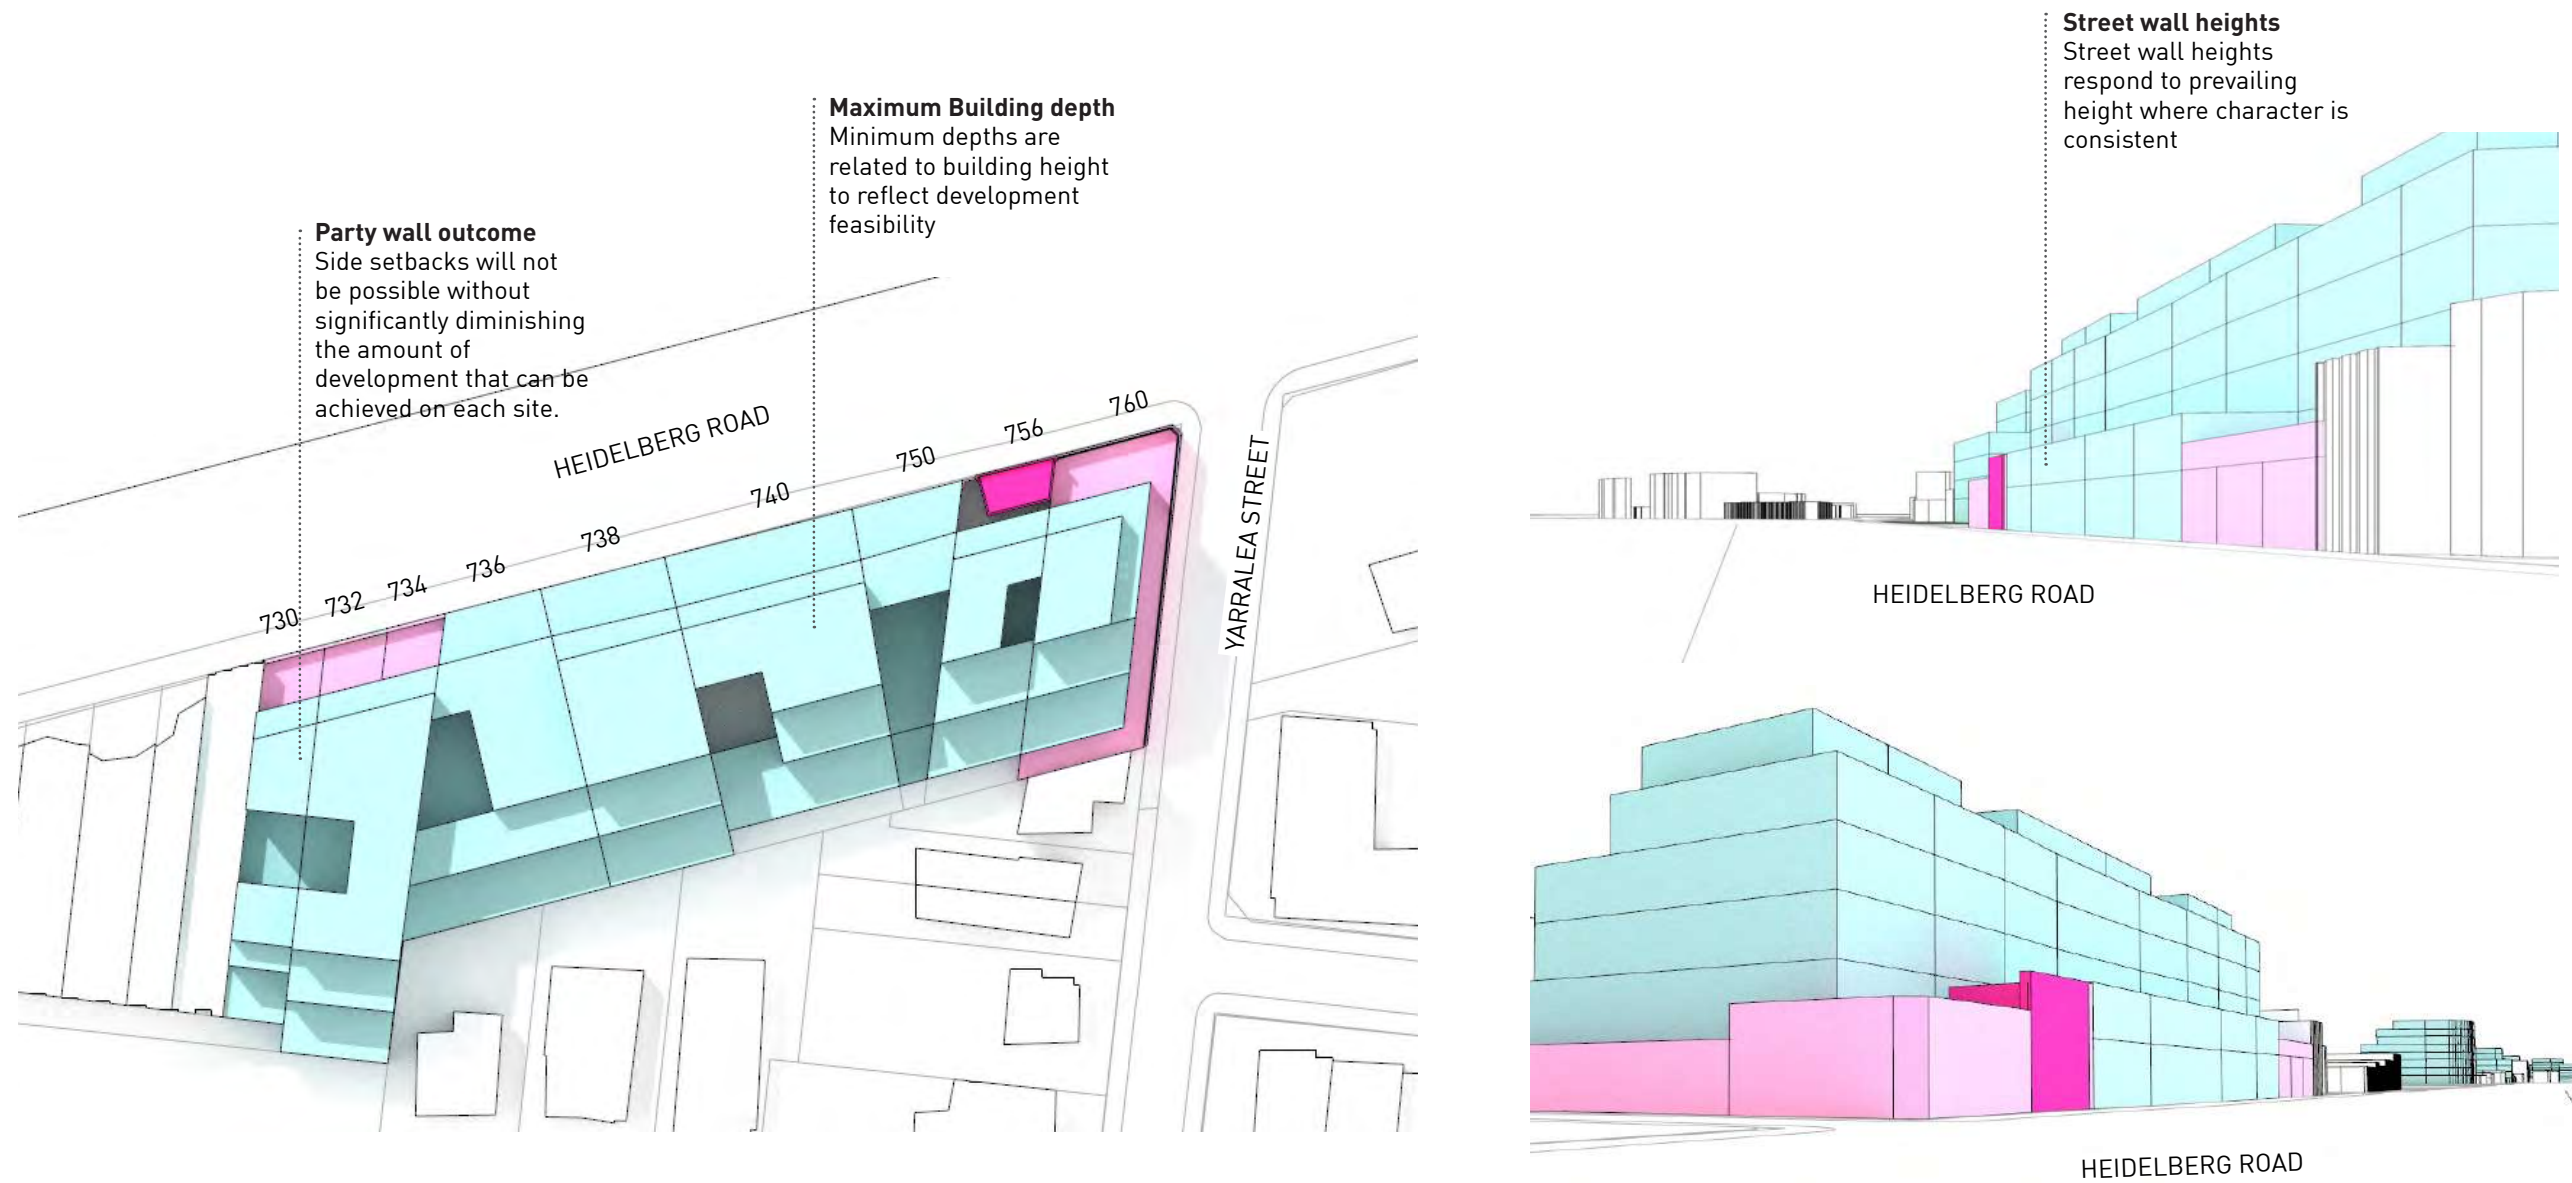 Party wall outcome
Side setbacks will not
be possible without
significantly diminishing
the amount of
development that can be
achieved on each site.
Maximum Building depth
Minimum depths are
related to building height
to reflect development
feasibility
Street wall heights
Street wall heights
respond to prevailing
height where character is
consistent
HEIDELBERG ROAD
730
732
734
736
738
740
750
756
760
YARRALEA STREET
HEIDELBERG ROAD
HEIDELBERG ROAD